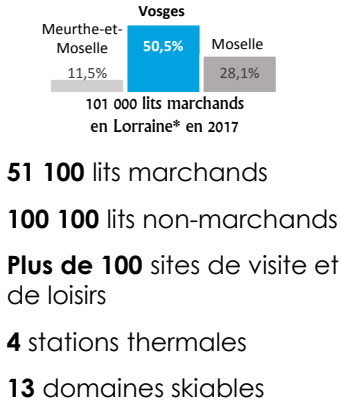 Vosges
Meurthe-et-
Moselle
50,5%
Moselle
11,5%
28,1%
101 000 lits marchands
en Lorraine* en 2017
51 100 lits marchands
100 100 lits non-marchands
Plus de 100 sites de visite et
de loisirs
4 stations thermales
13 domaines skiables